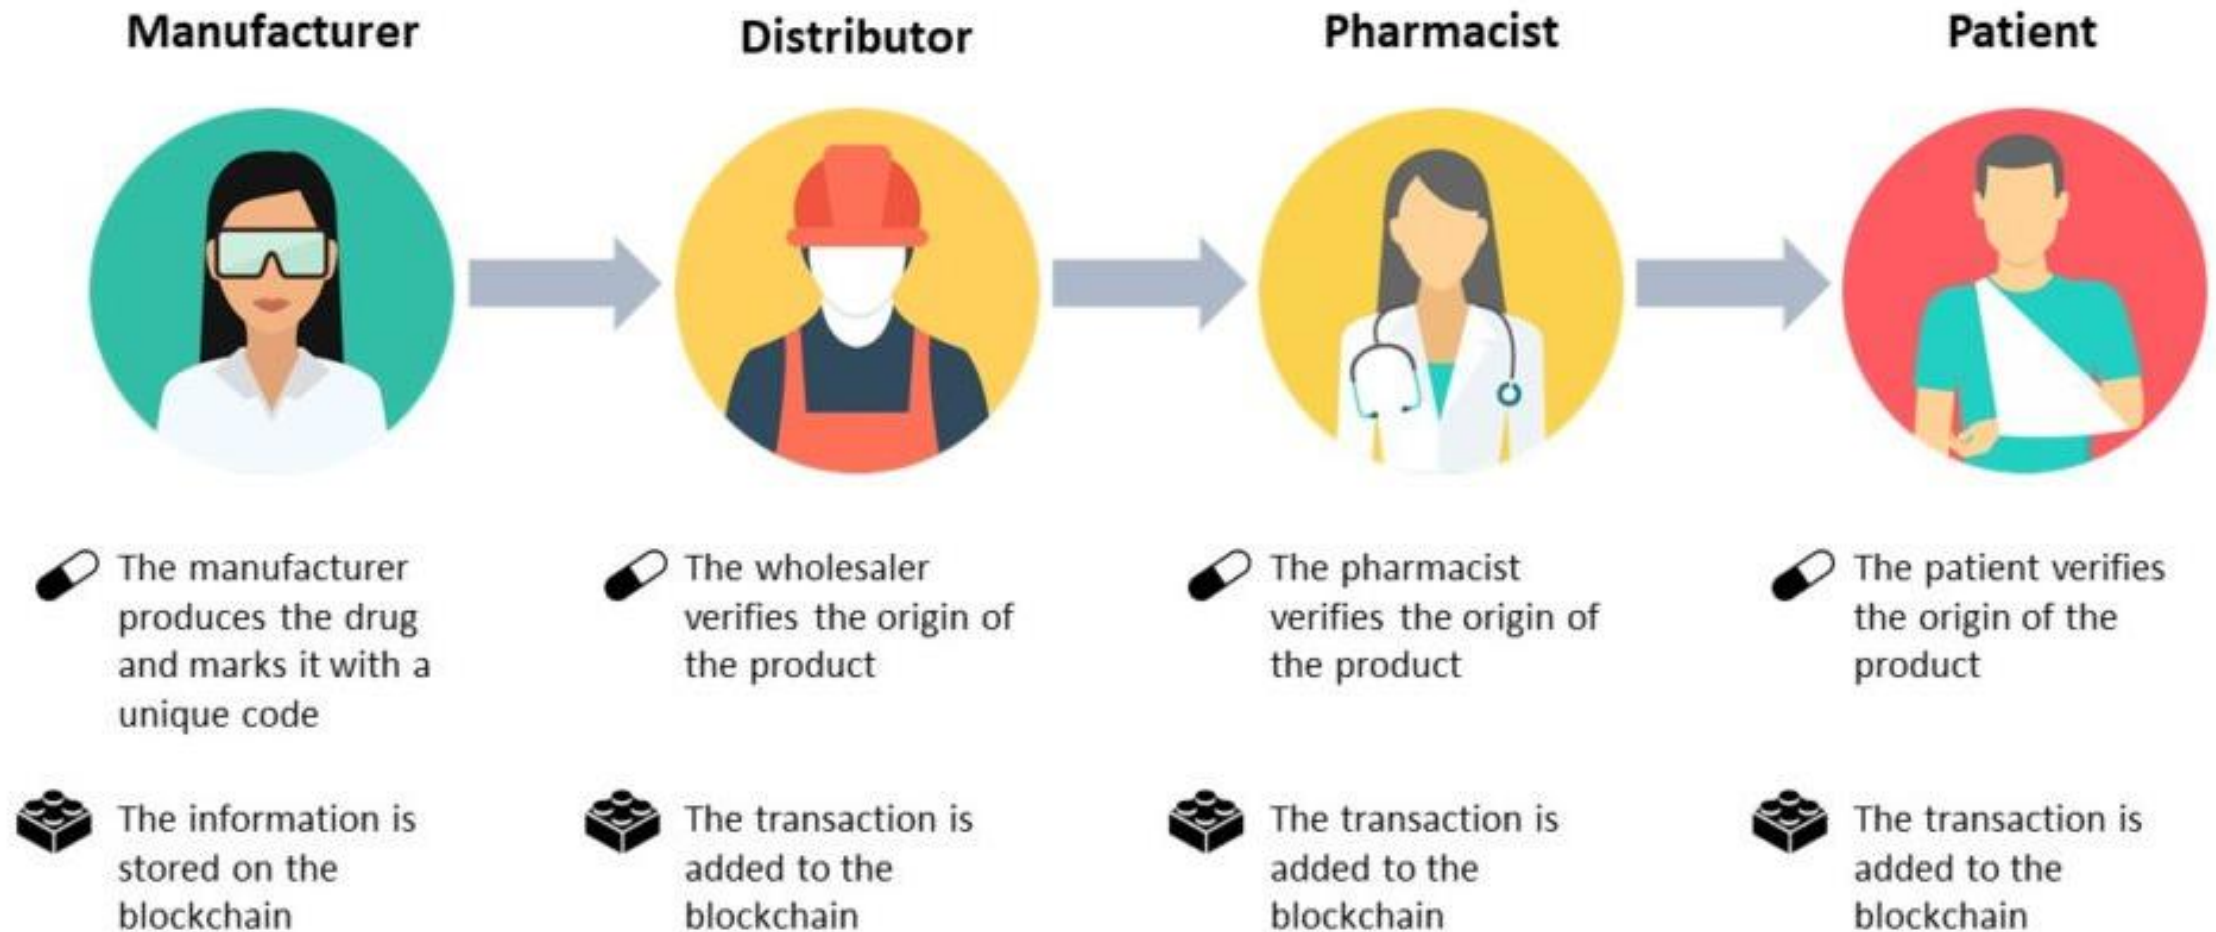 Manufacturer
Distributor
Pharmacist
Patient
The manufacturer
produces the drug
and marks it with a
unique code
The wholesaler
verifies the origin of
the product
The pharmacist
verifies the origin of
the product
The patient verifies
the origin of the
product
The information is
stored on the
blockchain
The transaction is
added to the
blockchain
The transaction is
added to the
blockchain
The transaction is
added to the
blockchain